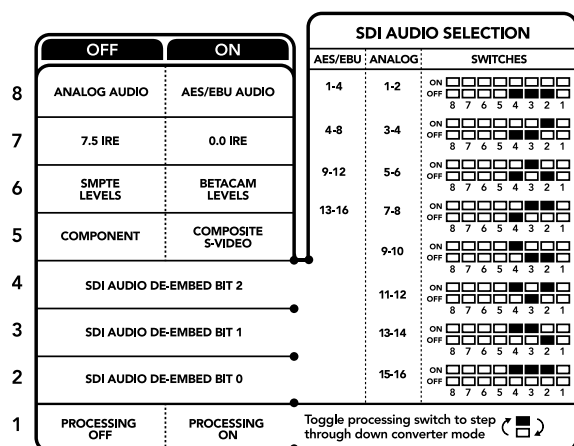 OFF ON
8 ANALOG AUDIO AES/EBU AUDIO
7 7.5 IRE 0.0 IRE
6 SMPTE LEVELS BETACAM LEVELS
5 COMPONENT COMPOSITE S-VIDEO
4 SDI AUDIO DE-EMBED BIT 2
3 SDI AUDIO DE-EMBED BIT 1
2 SDI AUDIO DE-EMBED BIT 0
1 PROCESSING OFF PROCESSING ON
SDI AUDIO SELECTION
AES/EBU ANALOG SWITCHES
1-4 1-2 ON OFF
8 7 6 5 4 3 2 1
4-8 3-4 ON OFF
8 7 6 5 4 3 2 1
9-12 5-6 ON OFF
8 7 6 5 4 3 2 1
13-16 7-8 ON OFF
8 7 6 5 4 3 2 1
9-10 ON OFF
8 7 6 5 4 3 2 1
11-12 ON OFF
8 7 6 5 4 3 2 1
13-14 ON OFF
8 7 6 5 4 3 2 1
15-16 ON OFF
8 7 6 5 4 3 2 1
Toggle processing switch to step
through down converter mode